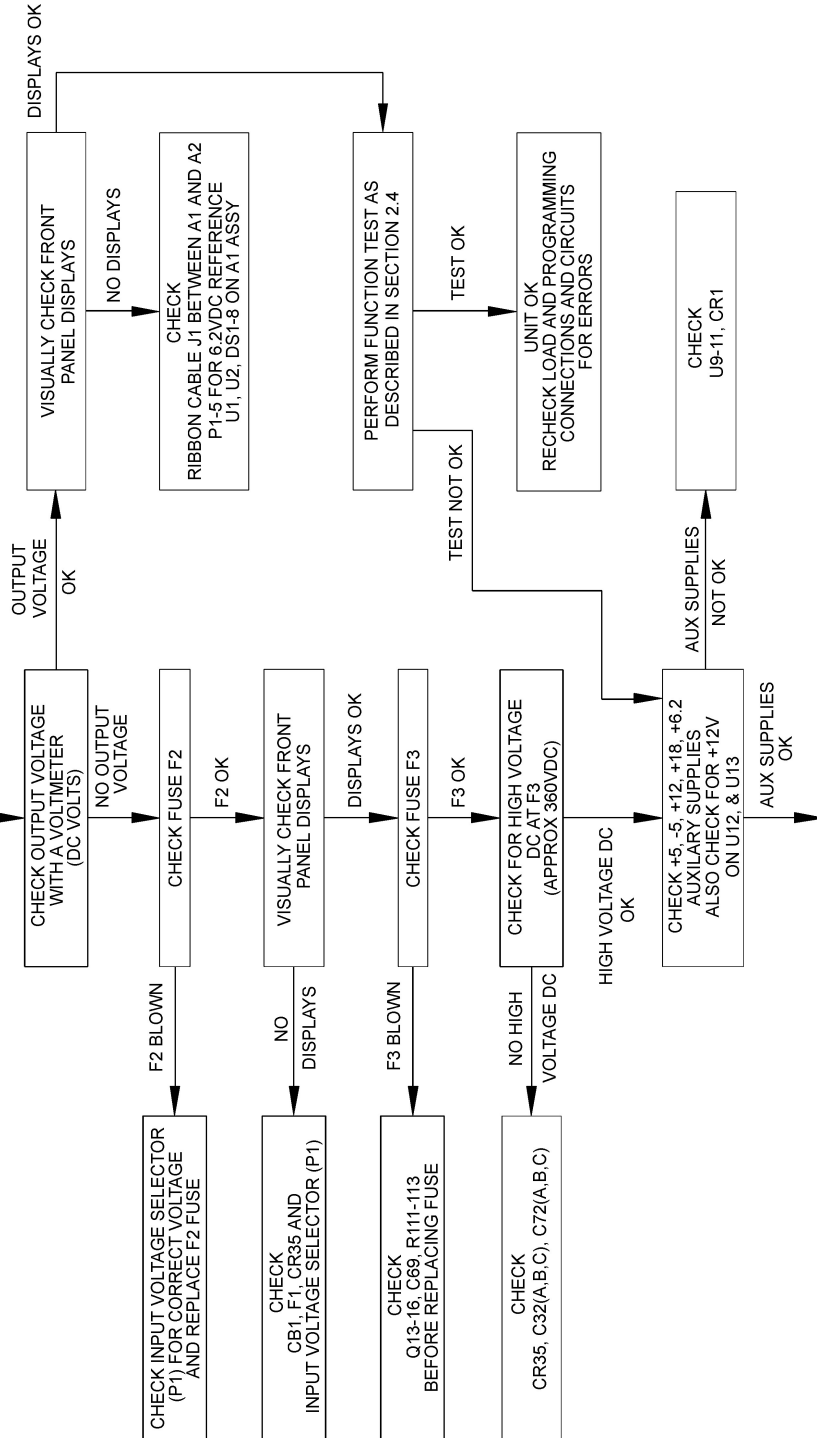 CHECK OUTPUT VOLTAGE
WITH A VOLTMETER
(DC VOLTS)
OUTPUT
VOLTAGE
OK
VISUALLY CHECK FRONT
PANEL DISPLAYS
DISPLAYS OK
NO DISPLAYS
CHECK
RIBBON CABLE J1 BETWEEN A1 AND A2
P1-5 FOR 6.2VDC REFERENCE
U1, U2, DS1-8 ON A1 ASSY
NO OUTPUT
VOLTAGE
CHECK FUSE F2
F2 BLOWN
CHECK INPUT VOLTAGE SELECTOR
(P1) FOR CORRECT VOLTAGE
AND REPLACE F2 FUSE
F2 OK
VISUALLY CHECK FRONT
PANEL DISPLAYS
NO
DISPLAYS
CHECK
CB1, F1, CR35 AND
INPUT VOLTAGE SELECTOR (P1)
DISPLAYS OK
PERFORM FUNCTION TEST AS
DESCRIBED IN SECTION 2.4
TEST OK
UNIT OK
RECHECK LOAD AND PROGRAMMING
CONNECTIONS AND CIRCUITS
FOR ERRORS
TEST NOT OK
CHECK FUSE F3
F3 BLOWN
CHECK
Q13-16, C69, R111-113
BEFORE REPLACING FUSE
F3 OK
CHECK FOR HIGH VOLTAGE
DC AT F3
(APPROX 360VDC)
NO HIGH
VOLTAGE DC
CHECK
CR35, C32(A,B,C), C72(A,B,C)
HIGH VOLTAGE DC
OK
CHECK +5, -5, +12, +18, +6.2
AUXILARY SUPPLIES
ALSO CHECK FOR +12V
ON U12, & U13
AUX SUPPLIES
NOT OK
CHECK
U9-11, CR1
AUX SUPPLIES
OK